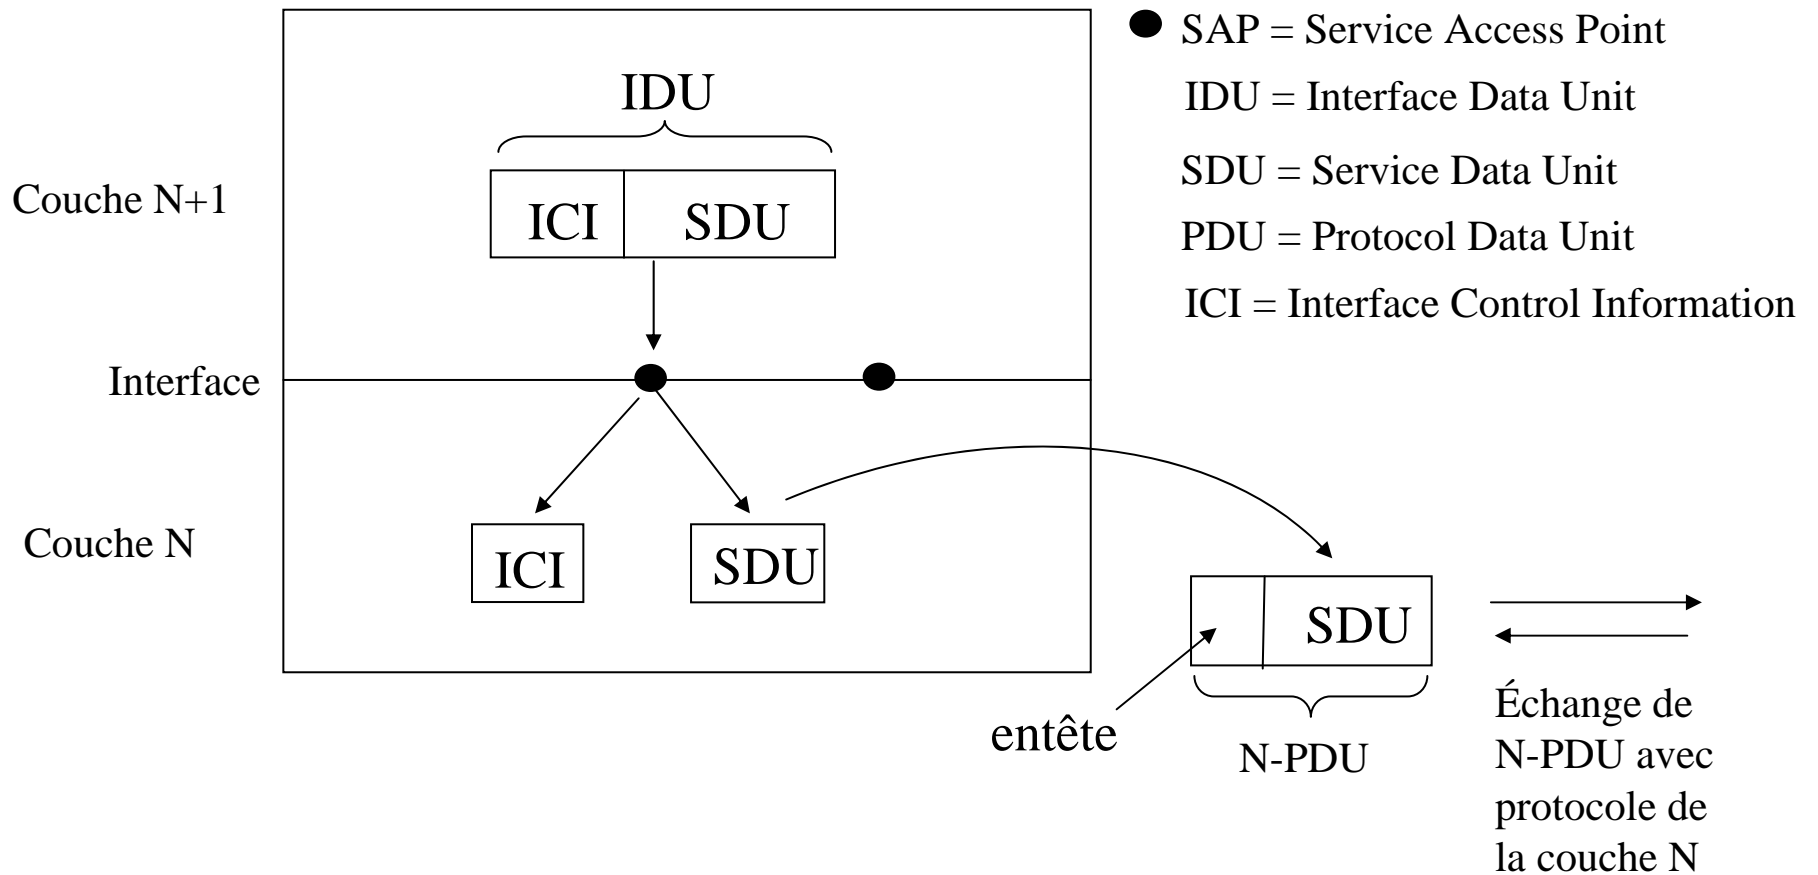 SAP = Service Access Point
IDU = Interface Data Unit
SDU = Service Data Unit
PDU = Protocol Data Unit
ICI = Interface Control Information
IDU
Couche N+1
ICI
SDU
Interface
Couche N
ICI
SDU
SDU
entête
N-PDU
Échange de
N-PDU avec
protocole de
la couche N